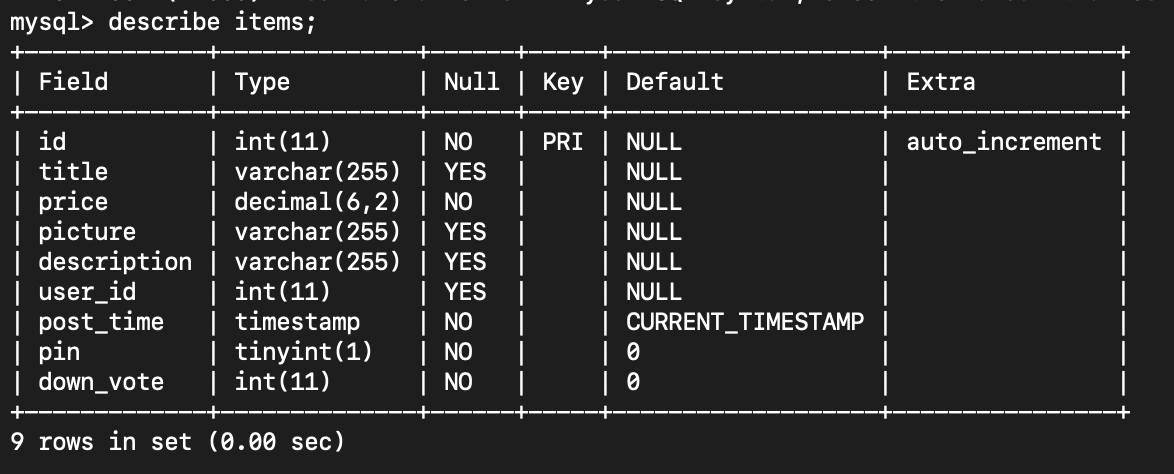 mysql> describe items;
+-------------+--------------+------+-----+-------------------+----------------+
| Field       | Type         | Null | Key | Default           | Extra          |
+-------------+--------------+------+-----+-------------------+----------------+
| id          | int(11)      | NO   | PRI | NULL              | auto_increment |
| title       | varchar(255) | YES  |     | NULL              |                |
| price       | decimal(6,2) | NO   |     | NULL              |                |
| picture     | varchar(255) | YES  |     | NULL              |                |
| description | varchar(255) | YES  |     | NULL              |                |
| user_id     | int(11)      | YES  |     | NULL              |                |
| post_time   | timestamp    | NO   |     | CURRENT_TIMESTAMP |                |
| pin         | tinyint(1)   | NO   |     | 0                 |                |
| down_vote   | int(11)      | NO   |     | 0                 |                |
+-------------+--------------+------+-----+-------------------+----------------+
9 rows in set (0.00 sec)